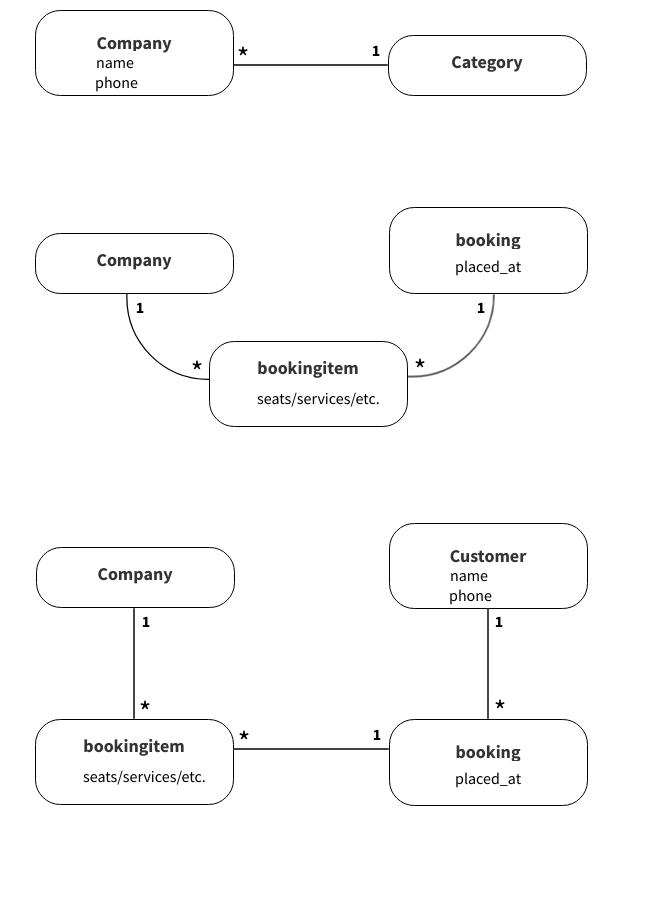 Company
name
phone
*
1
Category
Company
booking
placed_at
1
1
*
*
bookingitem
seats/services/etc.
Company
Customer
name
phone
1
1
*
*
bookingitem
seats/services/etc.
*
1
booking
placed_at